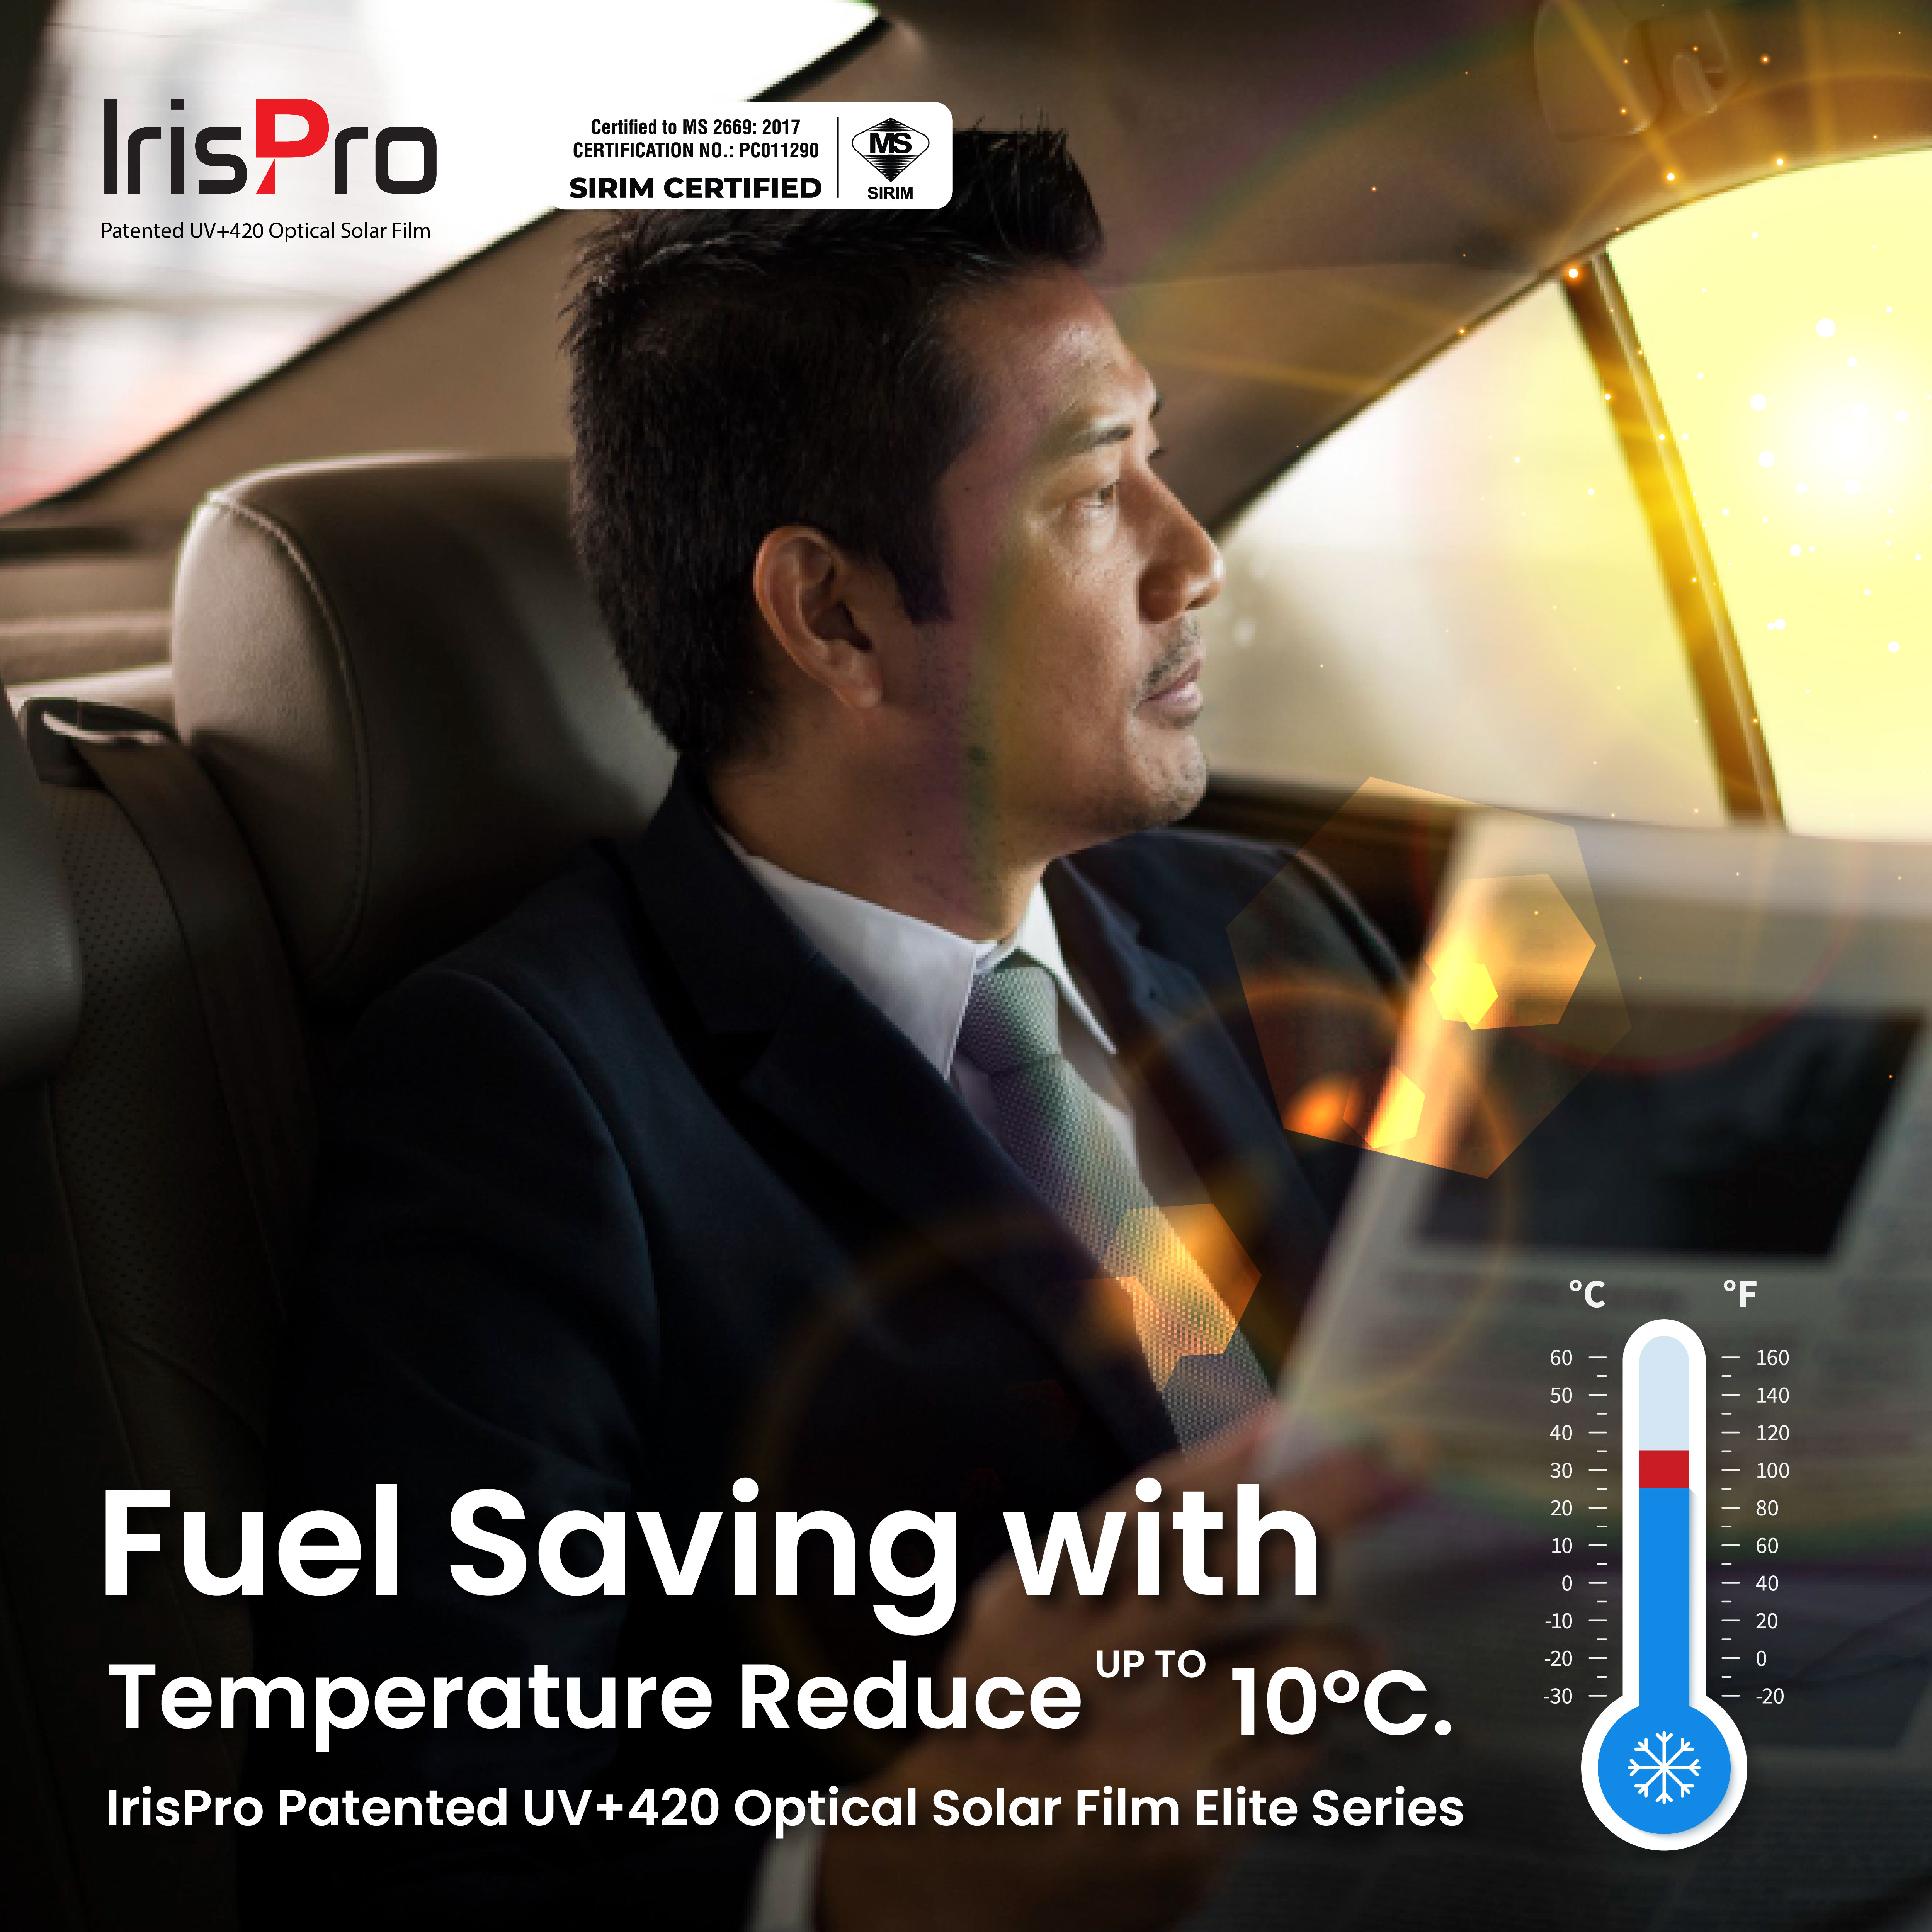 IrisPro
Patented UV+420 Optical Solar Film
Certified to MS 2669: 2017
CERTIFICATION NO.: PC011290
SIRIM CERTIFIED
MS
SIRIM
°C °F
60 160
50 140
40 120
30 100
20 80
10 60
0 40
-10 20
-20 0
-30 -20
Fuel Saving with
Temperature Reduce UP TO 10°C.
IrisPro Patented UV+420 Optical Solar Film Elite Series